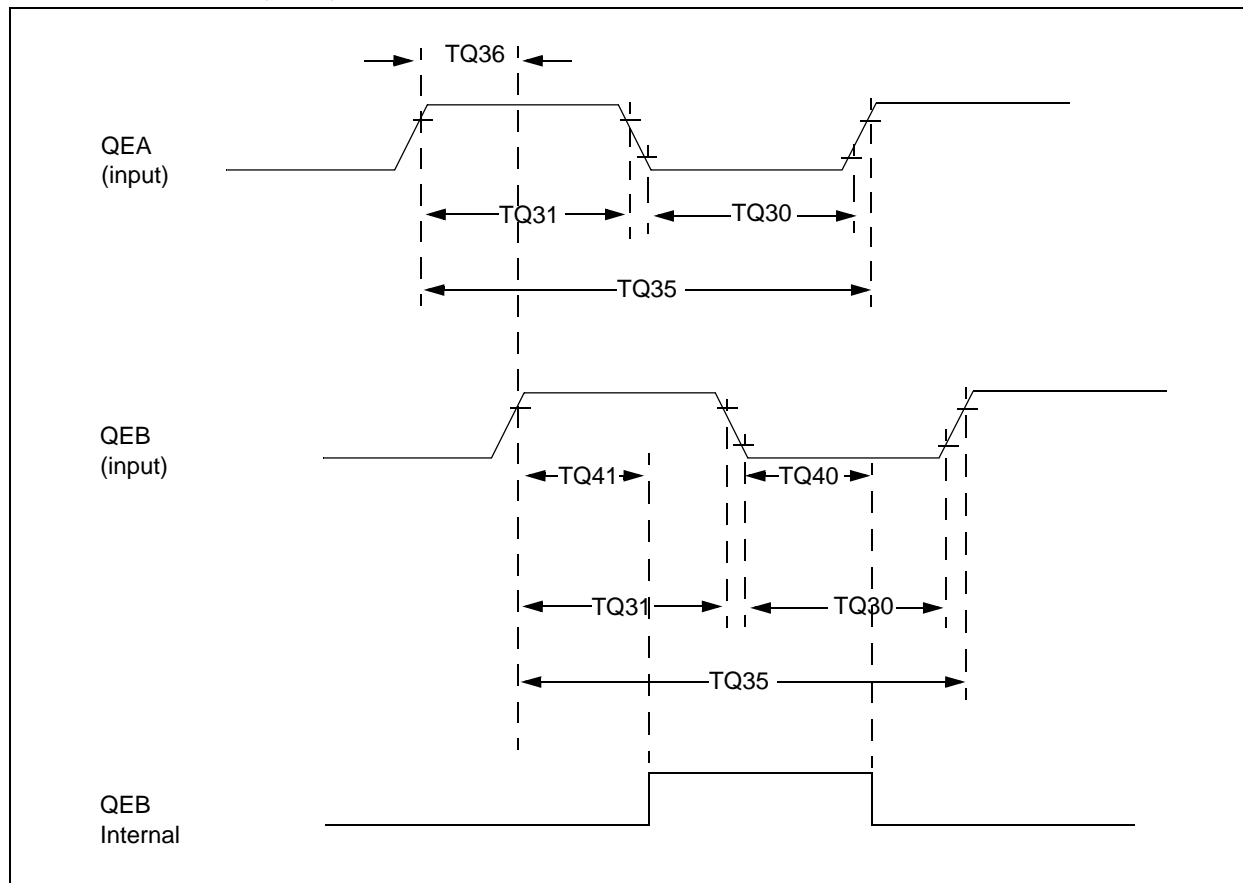 TQ36
QEA
(input)
TQ31
TQ30
TQ35
QEB
(input)
TQ41
TQ40
TQ31
TQ30
TQ35
QEB
Internal